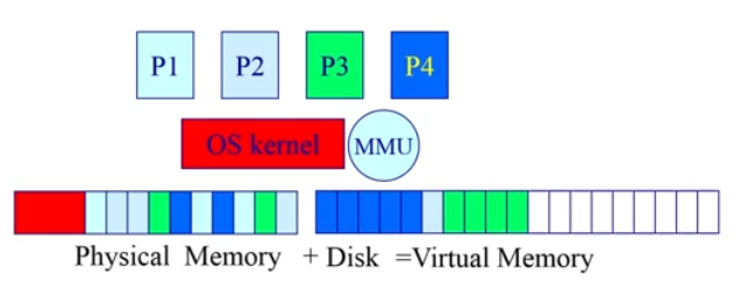 P1 P2 P3 P4
OS kernel MMU
Physical Memory + Disk =Virtual Memory